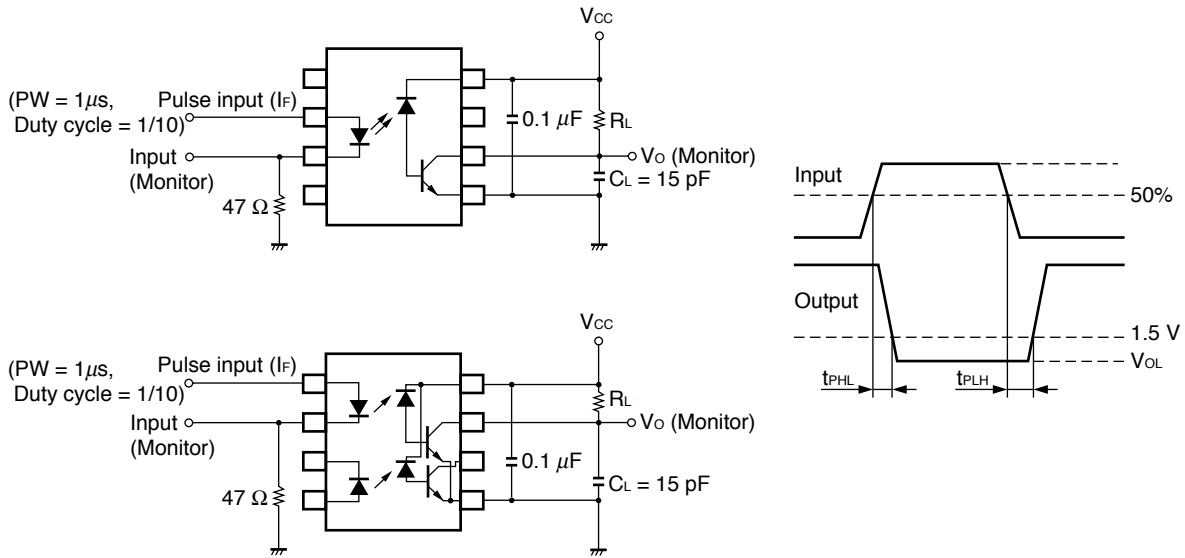 VCC
(PW = 1μs,
Duty cycle = 1/10)
Pulse input (IF)
Input
(Monitor)
47 Ω
0.1 μF
RL
VO (Monitor)
CL = 15 pF
VCC
(PW = 1μs,
Duty cycle = 1/10)
Pulse input (IF)
Input
(Monitor)
47 Ω
RL
VO (Monitor)
0.1 μF
CL = 15 pF
Input
50%
Output
1.5 V
VOL
tPHL
tPLH